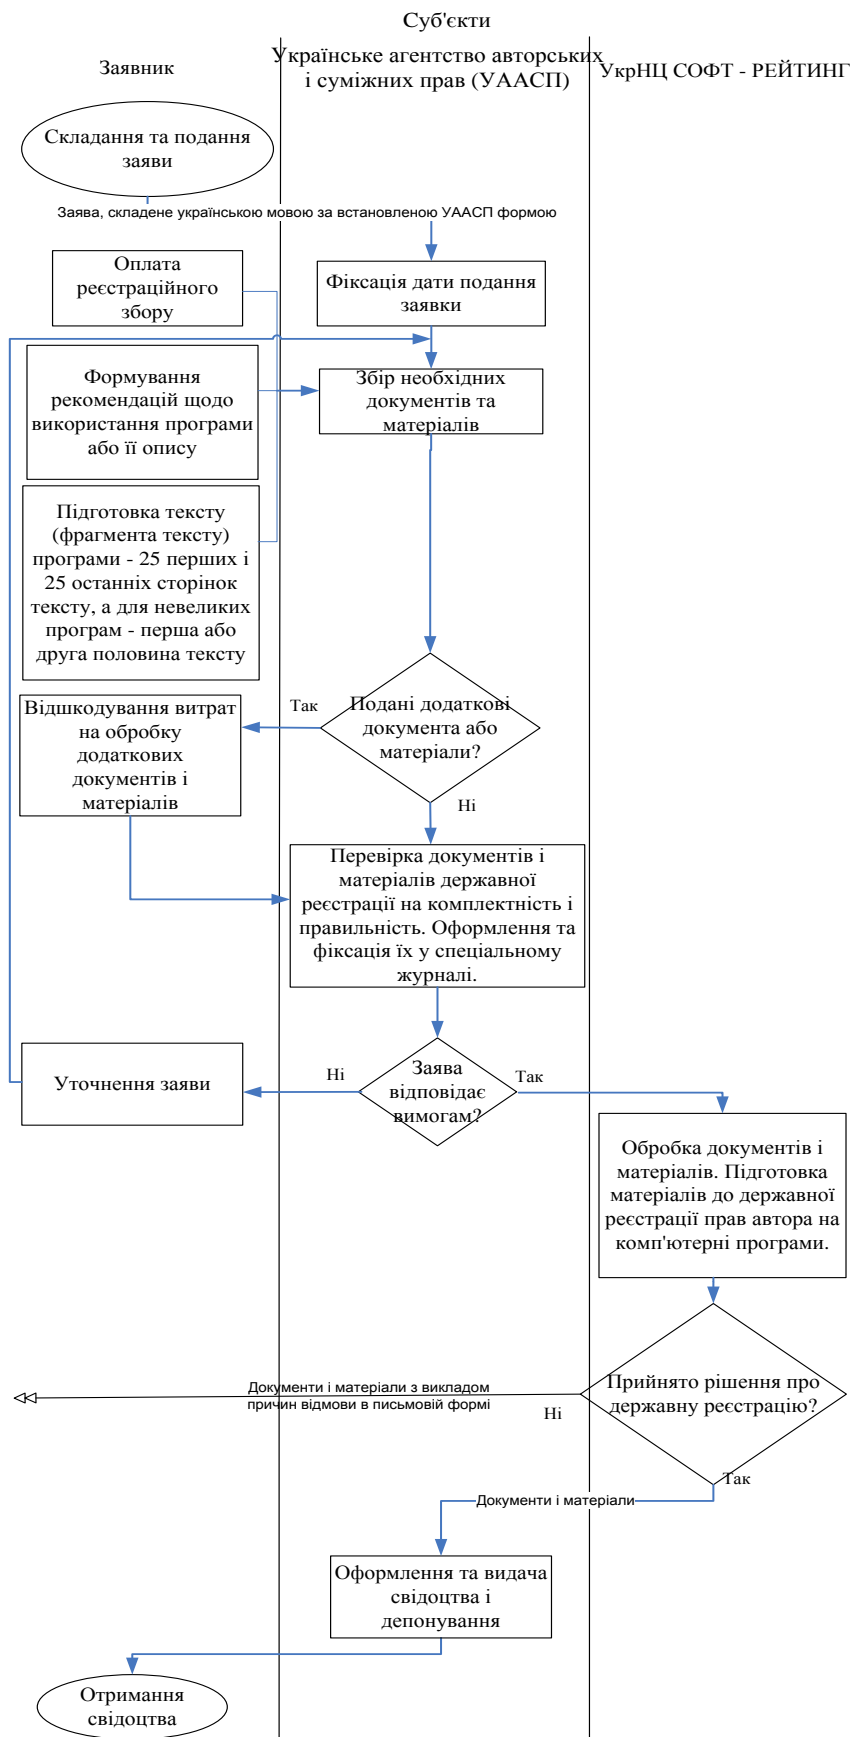 Суб'єкти
Заявник
Українське агентство авторських
і суміжних прав (УААСП)
УкрНЦ СОФТ - РЕЙТИНГ
Складання та подання
заяви
Заява, складене українською мовою за встановленою УААСП формою
Оплата
реєстраційного
збору
Фіксація дати подання
заявки
Формування
рекомендацій щодо
використання програми
або її опису
Збір необхідних
документів та
матеріалів
Підготовка тексту
(фрагмента тексту)
програми - 25 перших і
25 останніх сторінок
тексту, а для невеликих
програм - перша або
друга половина тексту
Подані додаткові
документа або
матеріали?
Так
Ні
Відшкодування витрат
на обробку
додаткових
документів і
матеріалів
Перевірка документів і
матеріалів державної
реєстрації на комплектність і
правильність. Оформлення та
фіксація їх у спеціальному
журналі.
Уточнення заяви
Ні
Заява
відповідає
вимогам?
Так
Обробка документів і
матеріалів. Підготовка
матеріалів до державної
реєстрації прав автора на
комп'ютерні програми.
Прийнято рішення про
державну реєстрацію?
Документи і матеріали з викладом
причин відмови в письмовій формі
Ні
Так
Документи і матеріали
Оформлення та видача
свідоцтва і
депонування
Отримання
свідоцтва